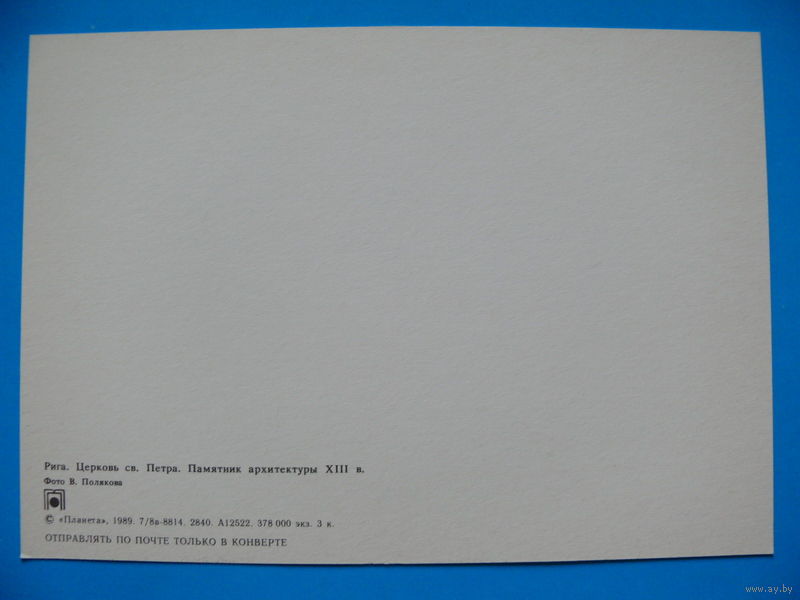 Рига. Церковь св. Петра. Памятник архитектуры XIII в.
Фото В. Полякова
© «Планета», 1989. 7/8в-8814. 2840. А12522. 378 000 экз. 3 к.
ОТПРАВЛЯТЬ ПО ПОЧТЕ ТОЛЬКО В КОНВЕРТЕ
www.ay.by